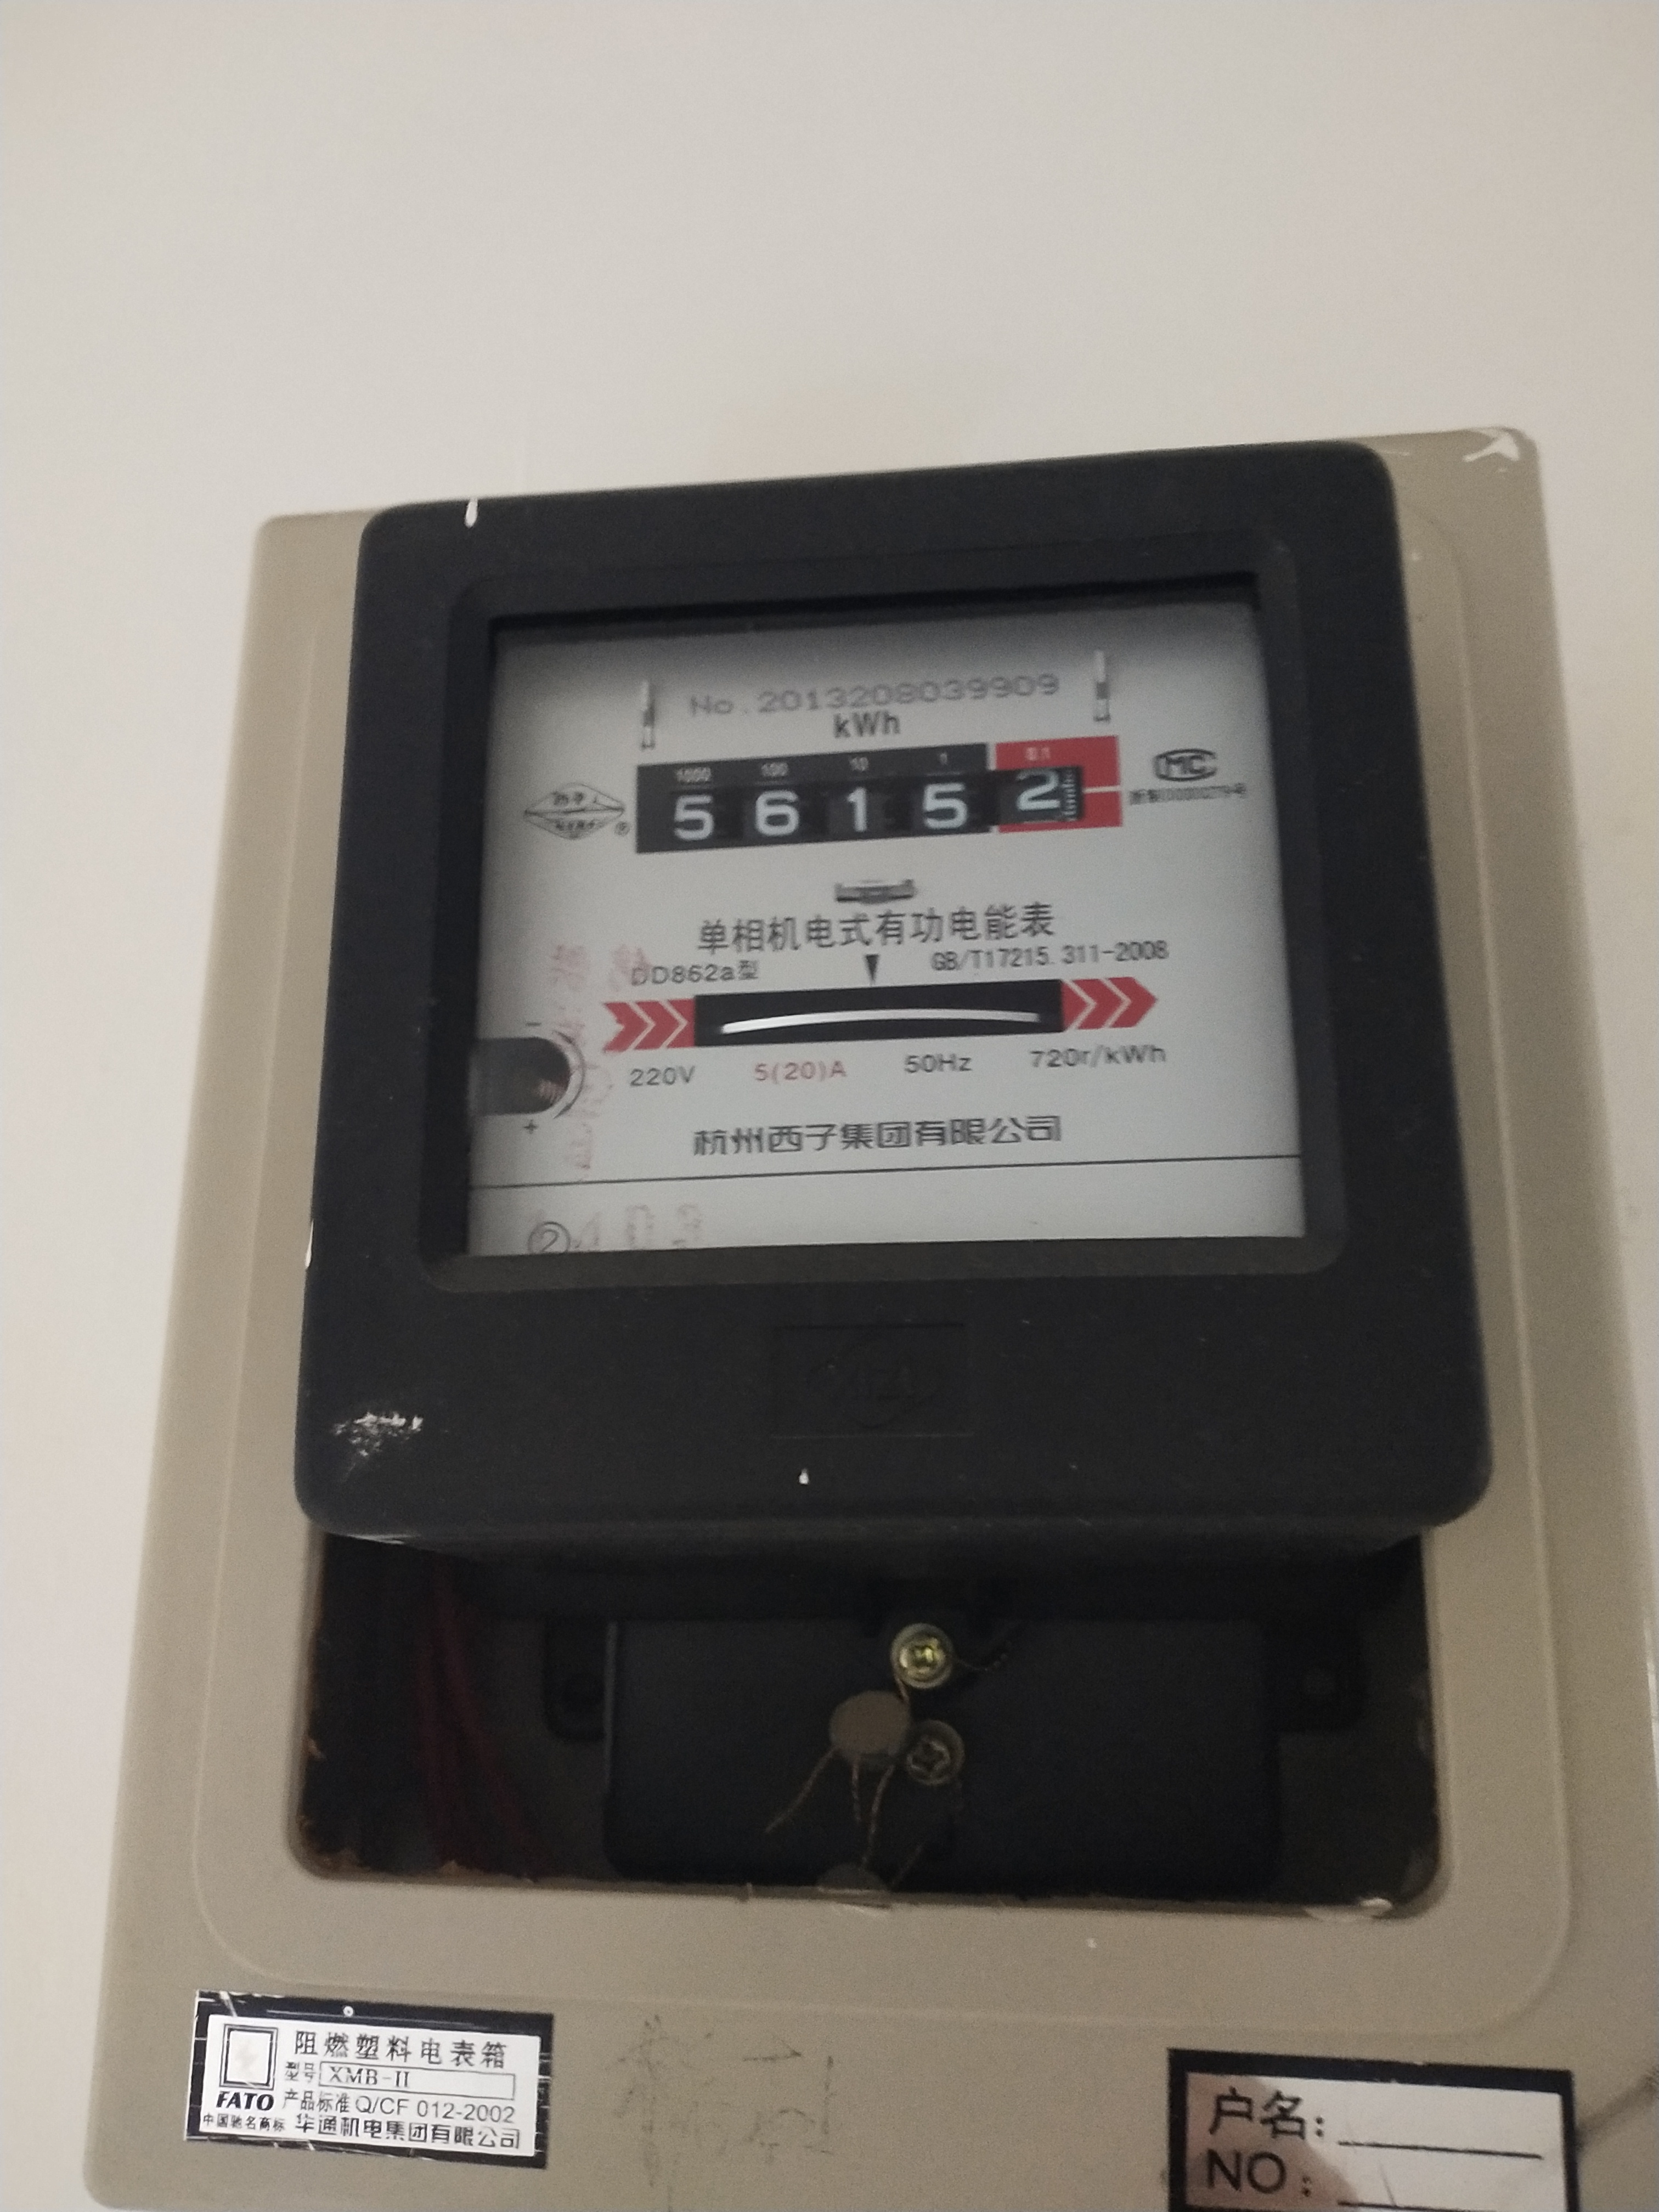 No.2013208039909
kWh
1000 100 10 1 0.1
5 6 1 5 2
MC
单相机电式有功电能表
DD862a型 GB/T17215.311-2008
220V 5(20)A 50Hz 720r/kWh
杭州西子集团有限公司
②
阻燃塑料电表箱
型号 XMB-II
FATO 产品标准 Q/CF 012-2002
中国驰名商标 华通机电集团有限公司
户名:
NO: